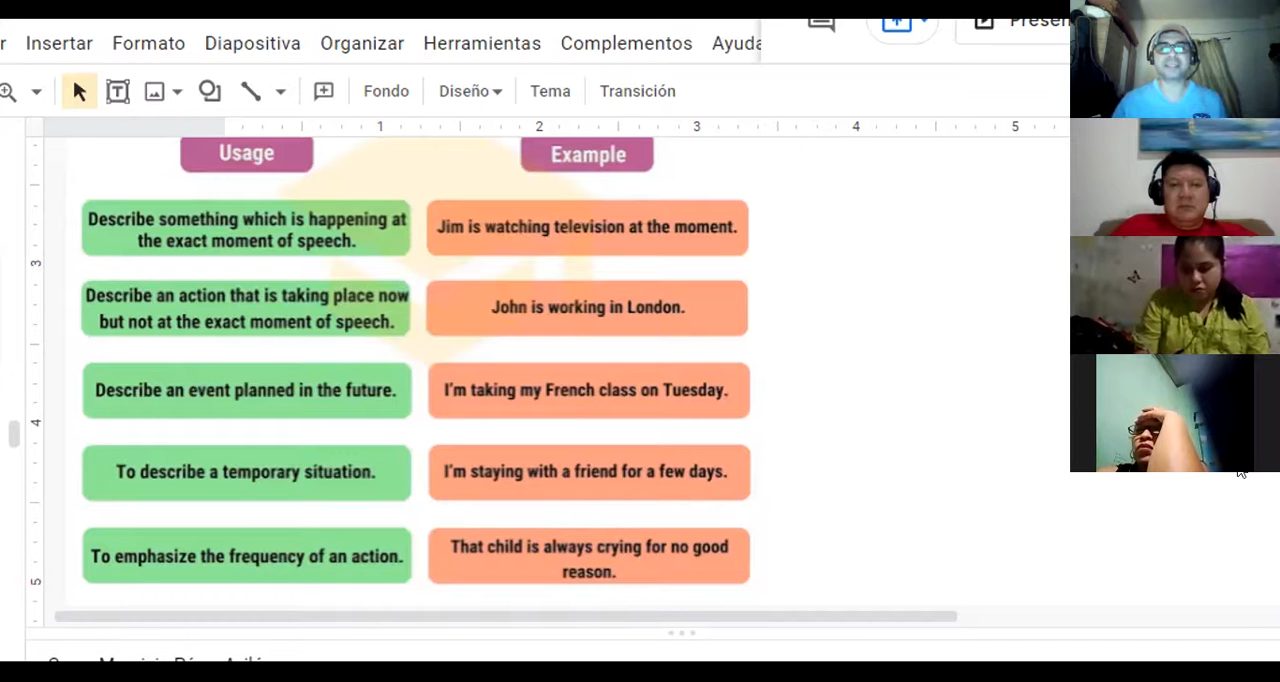 Presen
r Insertar Formato Diapositiva Organizar Herramientas Complementos Ayuda
Fondo Diseño Tema Transición
1 2 3 4 5
Usage Example
Describe something which is happening at
the exact moment of speech.
Jim is watching television at the moment.
3
Describe an action that is taking place now
but not at the exact moment of speech.
John is working in London.
Describe an event planned in the future.
I'm taking my French class on Tuesday.
4
To describe a temporary situation.
I'm staying with a friend for a few days.
To emphasize the frequency of an action.
That child is always crying for no good
reason.
5